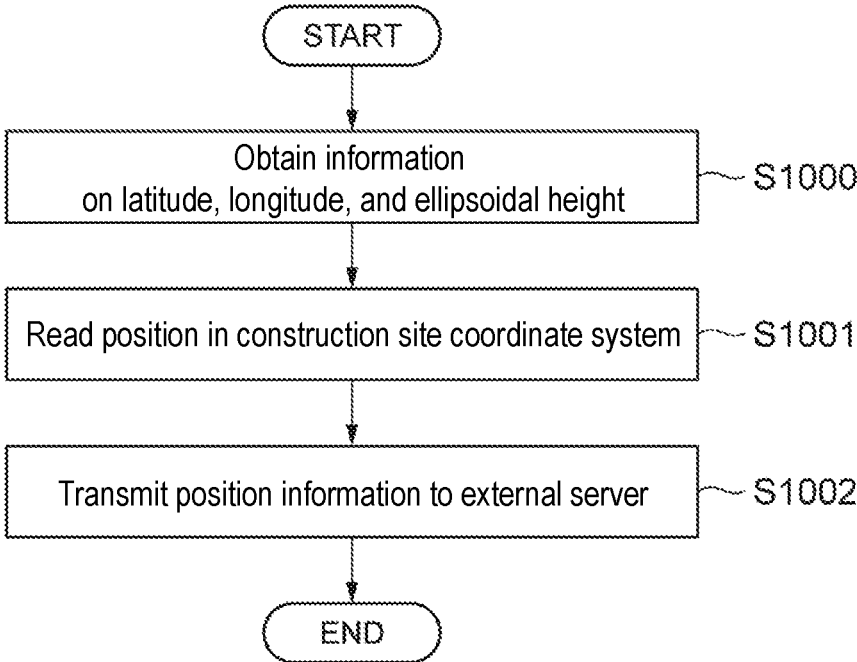 START
Obtain information
on latitude, longitude, and ellipsoidal height
S1000
Read position in construction site coordinate system
S1001
Transmit position information to external server
S1002
END